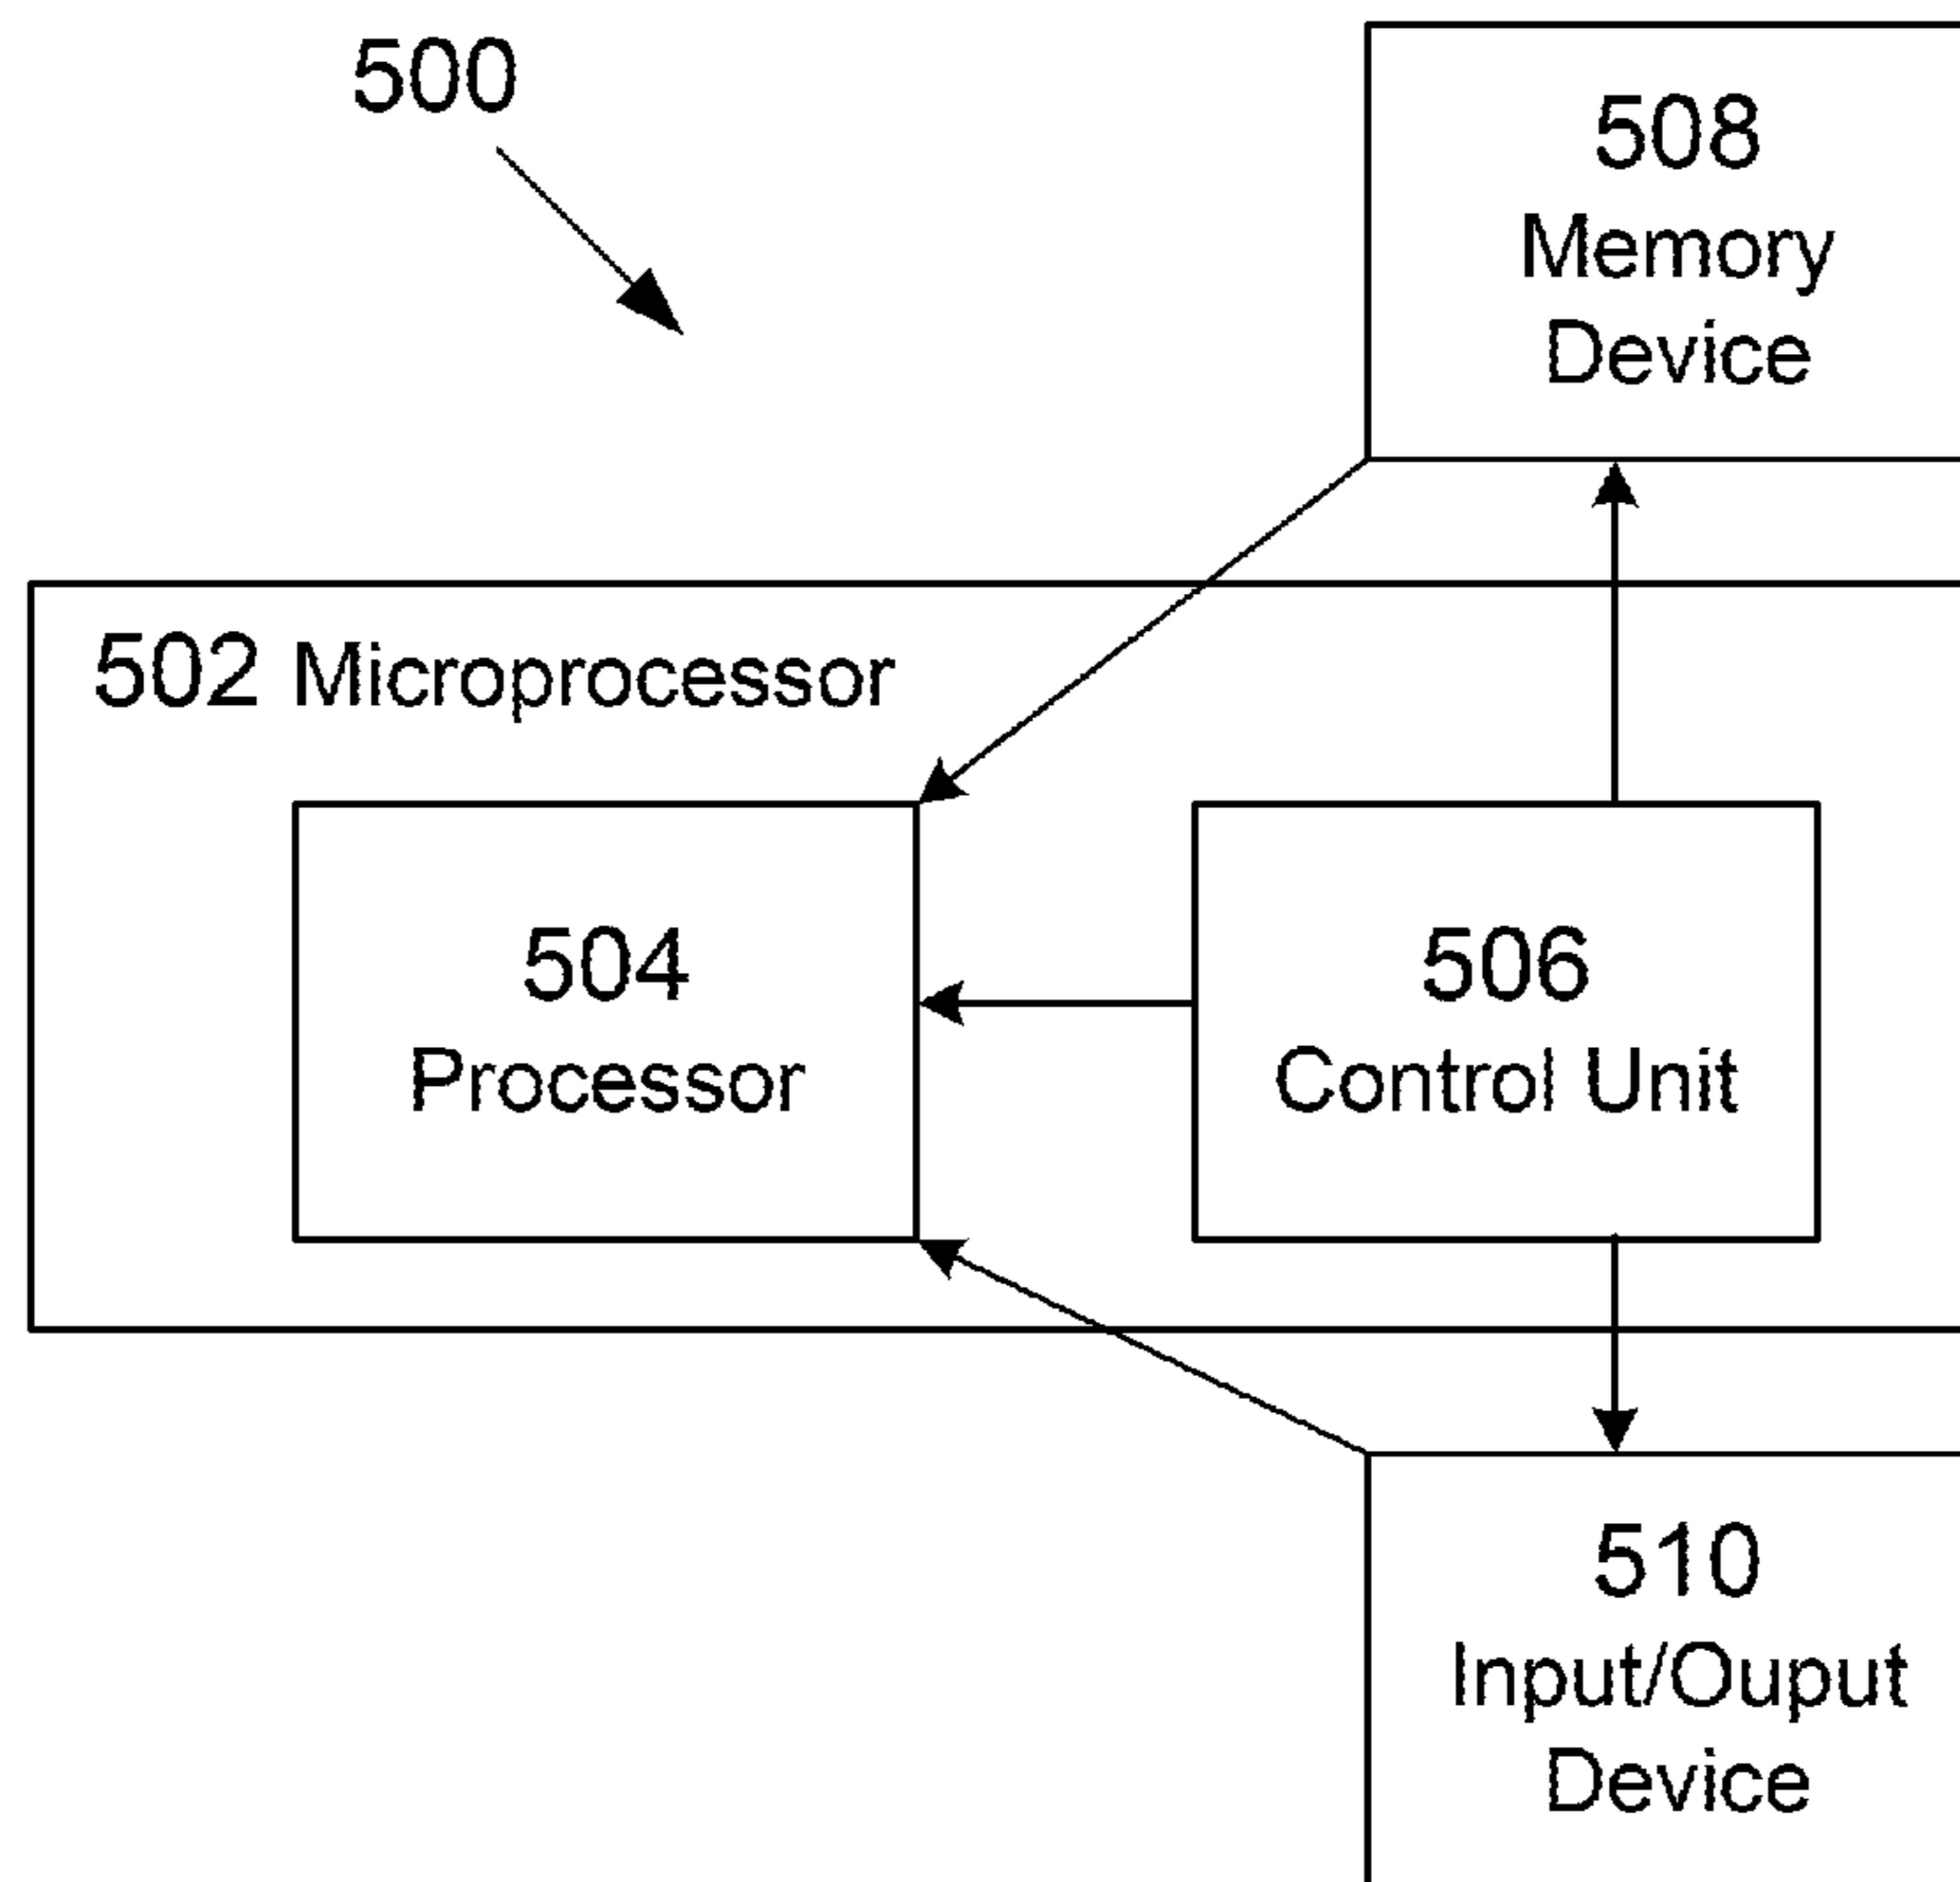 500
508
Memory
Device
502 Microprocessor
504
Processor
506
Control Unit
510
Input/Ouput
Device